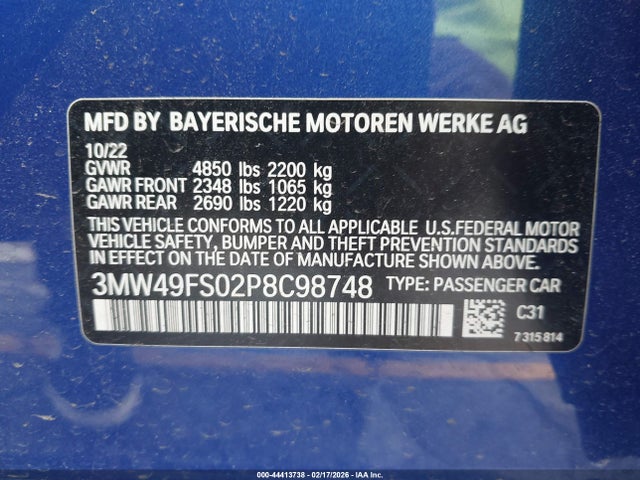 MFD BY BAYERISCHE MOTOREN WERKE AG
10/22
GVWR 4850 lbs 2200 kg
GAWR FRONT 2348 lbs 1065 kg
GAWR REAR 2690 lbs 1220 kg
THIS VEHICLE CONFORMS TO ALL APPLICABLE U.S.FEDERAL MOTOR
VEHICLE SAFETY, BUMPER AND THEFT PREVENTION STANDARDS
IN EFFECT ON THE DATE OF MANUFACTURE SHOWN ABOVE.
3MW49FS02P8C98748 TYPE: PASSENGER CAR
C31
7315814
000-44413738 - 02/17/2026 - IAA Inc.